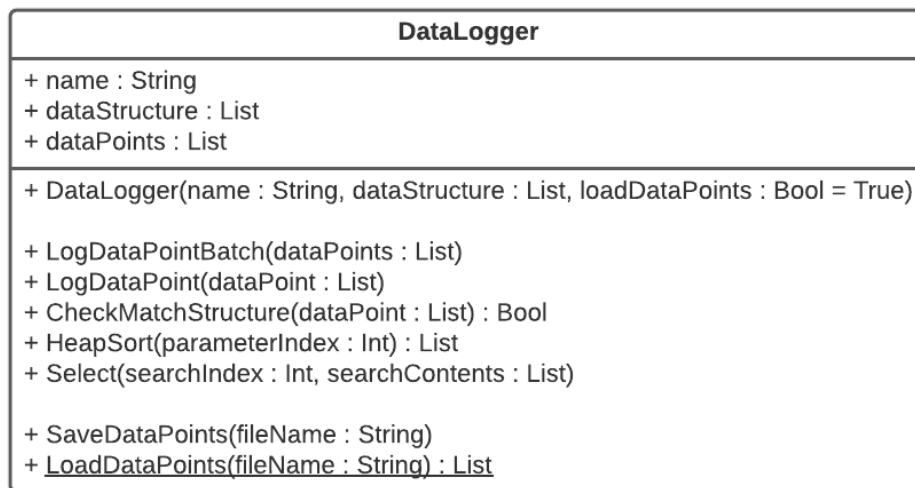 DataLogger
+ name : String
+ dataStructure : List
+ dataPoints : List
+ DataLogger(name : String, dataStructure : List, loadDataPoints : Bool = True)
+ LogDataPointBatch(dataPoints : List)
+ LogDataPoint(dataPoint : List)
+ CheckMatchStructure(dataPoint : List) : Bool
+ HeapSort(parameterIndex : Int) : List
+ Select(searchIndex : Int, searchContents : List)
+ SaveDataPoints(fileName : String)
+ LoadDataPoints(fileName : String) : List